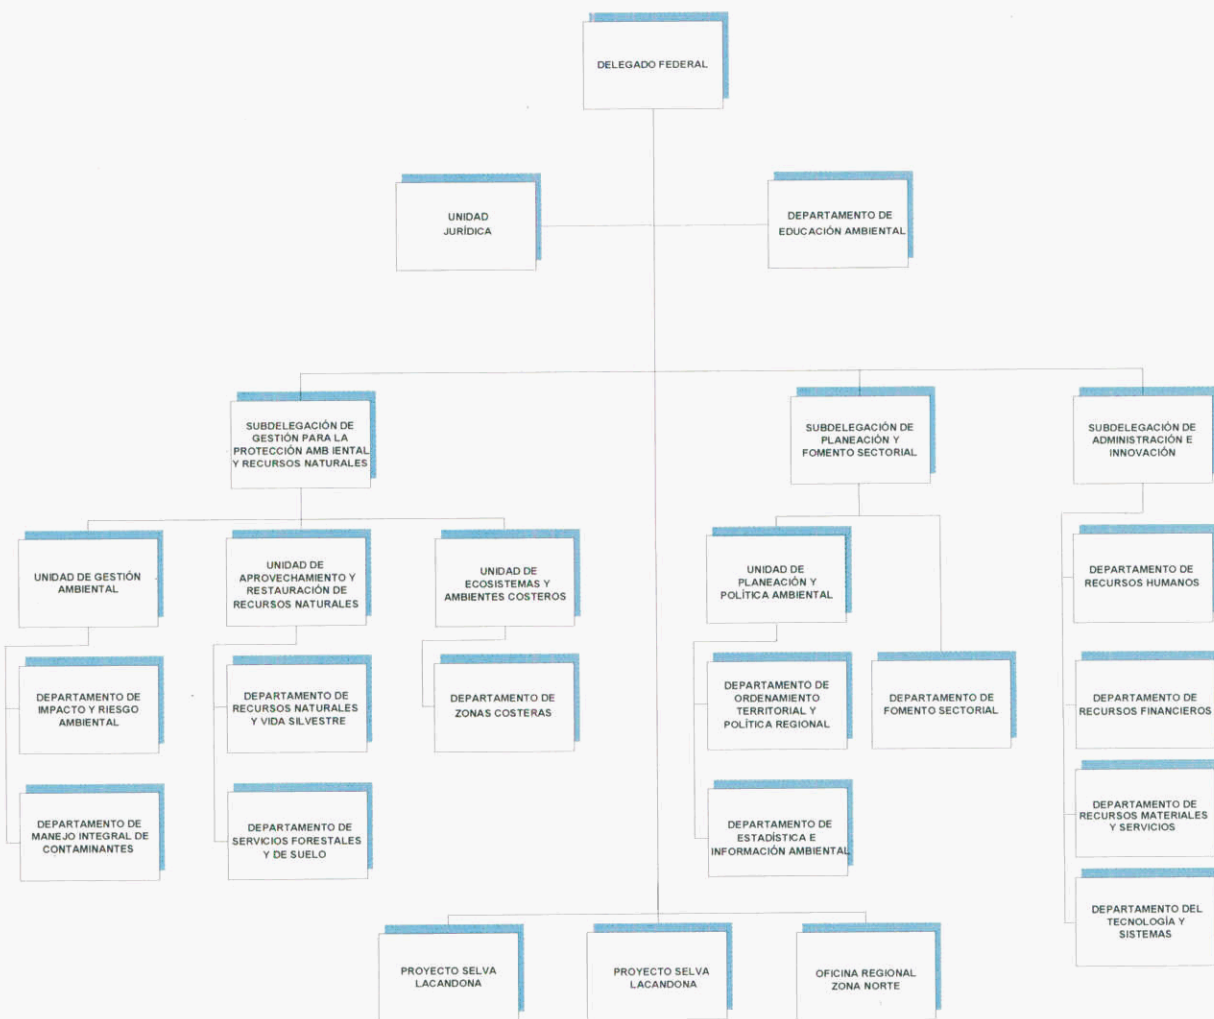 DELEGADO FEDERAL
UNIDAD
JURÍDICA
DEPARTAMENTO DE
EDUCACIÓN AMBIENTAL
SUBDELEGACIÓN DE
GESTIÓN PARA LA
PROTECCIÓN AMB IENTAL
Y RECURSOS NATURALES
SUBDELEGACIÓN DE
PLANEACIÓN Y
FOMENTO SECTORIAL
SUBDELEGACIÓN DE
ADMINISTRACIÓN E
INNOVACIÓN
UNIDAD DE GESTIÓN
AMBIENTAL
UNIDAD DE
APROVECHAMIENTO Y
RESTAURACIÓN DE
RECURSOS NATURALES
UNIDAD DE
ECOSISTEMAS Y
AMBIENTES COSTEROS
UNIDAD DE
PLANEACIÓN Y
POLÍTICA AMBIENTAL
DEPARTAMENTO DE
RECURSOS HUMANOS
DEPARTAMENTO DE
IMPACTO Y RIESGO
AMBIENTAL
DEPARTAMENTO DE
RECURSOS NATURALES
Y VIDA SILVESTRE
DEPARTAMENTO DE
ZONAS COSTERAS
DEPARTAMENTO DE
ORDENAMIENTO
TERRITORIAL Y
POLÍTICA REGIONAL
DEPARTAMENTO DE
FOMENTO SECTORIAL
DEPARTAMENTO DE
RECURSOS FINANCIEROS
DEPARTAMENTO DE
MANEJO INTEGRAL DE
CONTAMINANTES
DEPARTAMENTO DE
SERVICIOS FORESTALES
Y DE SUELO
DEPARTAMENTO DE
ESTADÍSTICA E
INFORMACIÓN AMBIENTAL
DEPARTAMENTO DE
RECURSOS MATERIALES
Y SERVICIOS
DEPARTAMENTO DEL
TECNOLOGÍA Y
SISTEMAS
PROYECTO SELVA
LACANDONA
PROYECTO SELVA
LACANDONA
OFICINA REGIONAL
ZONA NORTE